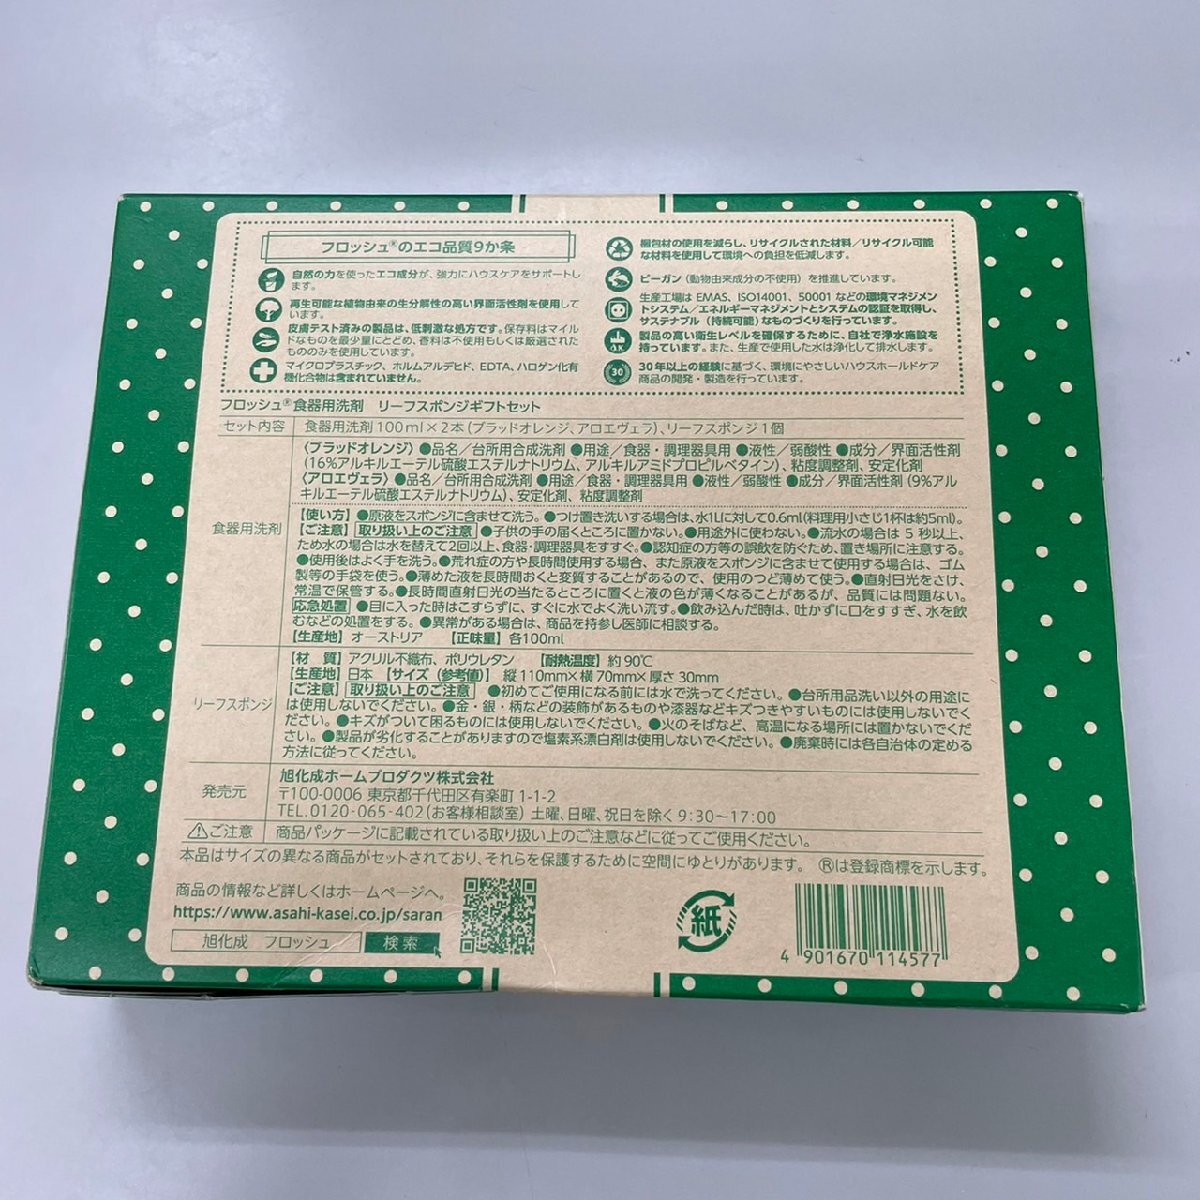 フロッシュ®のエコ品質9か条
自然の力を使ったエコ成分が、強力にハウスケアをサポートし
ます。
再生可能な植物由来の生分解性の高い界面活性剤を使用して
います。
皮膚テスト済みの製品は、低刺激な処方です。保存料はマイル
ドなものを最少量にとどめ、香料は不使用もしくは厳選された
もののみを使用しています。
マイクロプラスチック、ホルムアルデヒド、EDTA、ハロゲン化有
機化合物は含まれていません。
梱包材の使用を減らし、リサイクルされた材料/リサイクル可能
な材料を使用して環境への負担を低減します。
ビーガン(動物由来成分の不使用)を推進しています。
生産工場は EMAS、ISO14001、50001 などの環境マネジメン
トシステム/エネルギーマネジメントとシステムの認証を取得し、
サステナブル(持続可能)なものづくりを行っています。
製品の高い衛生レベルを確保するために、自社で浄水施設を
持っています。また、生産で使用した水は浄化して排水します。
30
30年以上の経験に基づく、環境にやさしいハウスホールドケア
商品の開発・製造を行っています。
フロッシュ®食器用洗剤 リーフスポンジギフトセット
セット内容 食器用洗剤100ml×2本(ブラッドオレンジ、アロエヴェラ)、リーフスポンジ1個
食器用洗剤
〈ブラッドオレンジ〉●品名/台所用合成洗剤 ●用途/食器・調理器具用 ●液性/弱酸性 ●成分/界面活性剤
(16%アルキルエーテル硫酸エステルナトリウム、アルキルアミドプロピルベタイン)、粘度調整剤、安定化剤
〈アロエヴェラ〉●品名/台所用合成洗剤 ●用途/食器・調理器具用 ●液性/弱酸性 ●成分/界面活性剤(9%アル
キルエーテル硫酸エステルナトリウム)、安定化剤、粘度調整剤
【使い方】●原液をスポンジに含ませて洗う。●つけ置き洗いする場合は、水1Lに対して0.6ml(料理用小さじ1杯は約5ml)。
【ご注意】取り扱い上のご注意 ●子供の手の届くところに置かない。●用途外に使わない。●流水の場合は5秒以上、
ため水の場合は水を替えて2回以上、食器・調理器具をすすぐ。●認知症の方等の誤飲を防ぐため、置き場所に注意する。
●使用後はよく手を洗う。●荒れ症の方や長時間使用する場合、また原液をスポンジに含ませて使用する場合は、ゴム
製等の手袋を使う。●薄めた液を長時間おくと変質することがあるので、使用のつど薄めて使う。●直射日光をさけ、
常温で保管する。●長時間直射日光の当たるところに置くと液の色が薄くなることがあるが、品質には問題ない。
応急処置 ●目に入った時はこすらずに、すぐに水でよく洗い流す。●飲み込んだ時は、吐かずに口をすすぎ、水を飲
むなどの処置をする。●異常がある場合は、商品を持参し医師に相談する。
【生産地】オーストリア 【正味量】各100ml
リーフスポンジ
【材 質】アクリル不織布、ポリウレタン 【耐熱温度】約90℃
【生産地】日本 【サイズ(参考値)】縦110mm×横70mm×厚さ30mm
【ご注意】取り扱い上のご注意 ●初めてご使用になる前には水で洗ってください。●台所用品洗い以外の用途に
は使用しないでください。●金・銀・柄などの装飾があるものや漆器などキズつきやすいものには使用しないでく
ださい。●キズがついて困るものには使用しないでください。●火のそばなど、高温になる場所には置かないでくだ
さい。●製品が劣化することがありますので塩素系漂白剤は使用しないでください。●廃棄時には各自治体の定める
方法に従ってください。
発売元
旭化成ホームプロダクツ株式会社
〒100-0006 東京都千代田区有楽町1-1-2
TEL.0120-065-402(お客様相談室)土曜、日曜、祝日を除く9:30~17:00
⚠ご注意 商品パッケージに記載されている取り扱い上のご注意などに従ってご使用ください。
本品はサイズの異なる商品がセットされており、それらを保護するために空間にゆとりがあります。 ®は登録商標を示します。
商品の情報など詳しくはホームページへ。
https://www.asahi-kasei.co.jp/saran
旭化成 フロッシュ 検索
紙
4 901670 114577